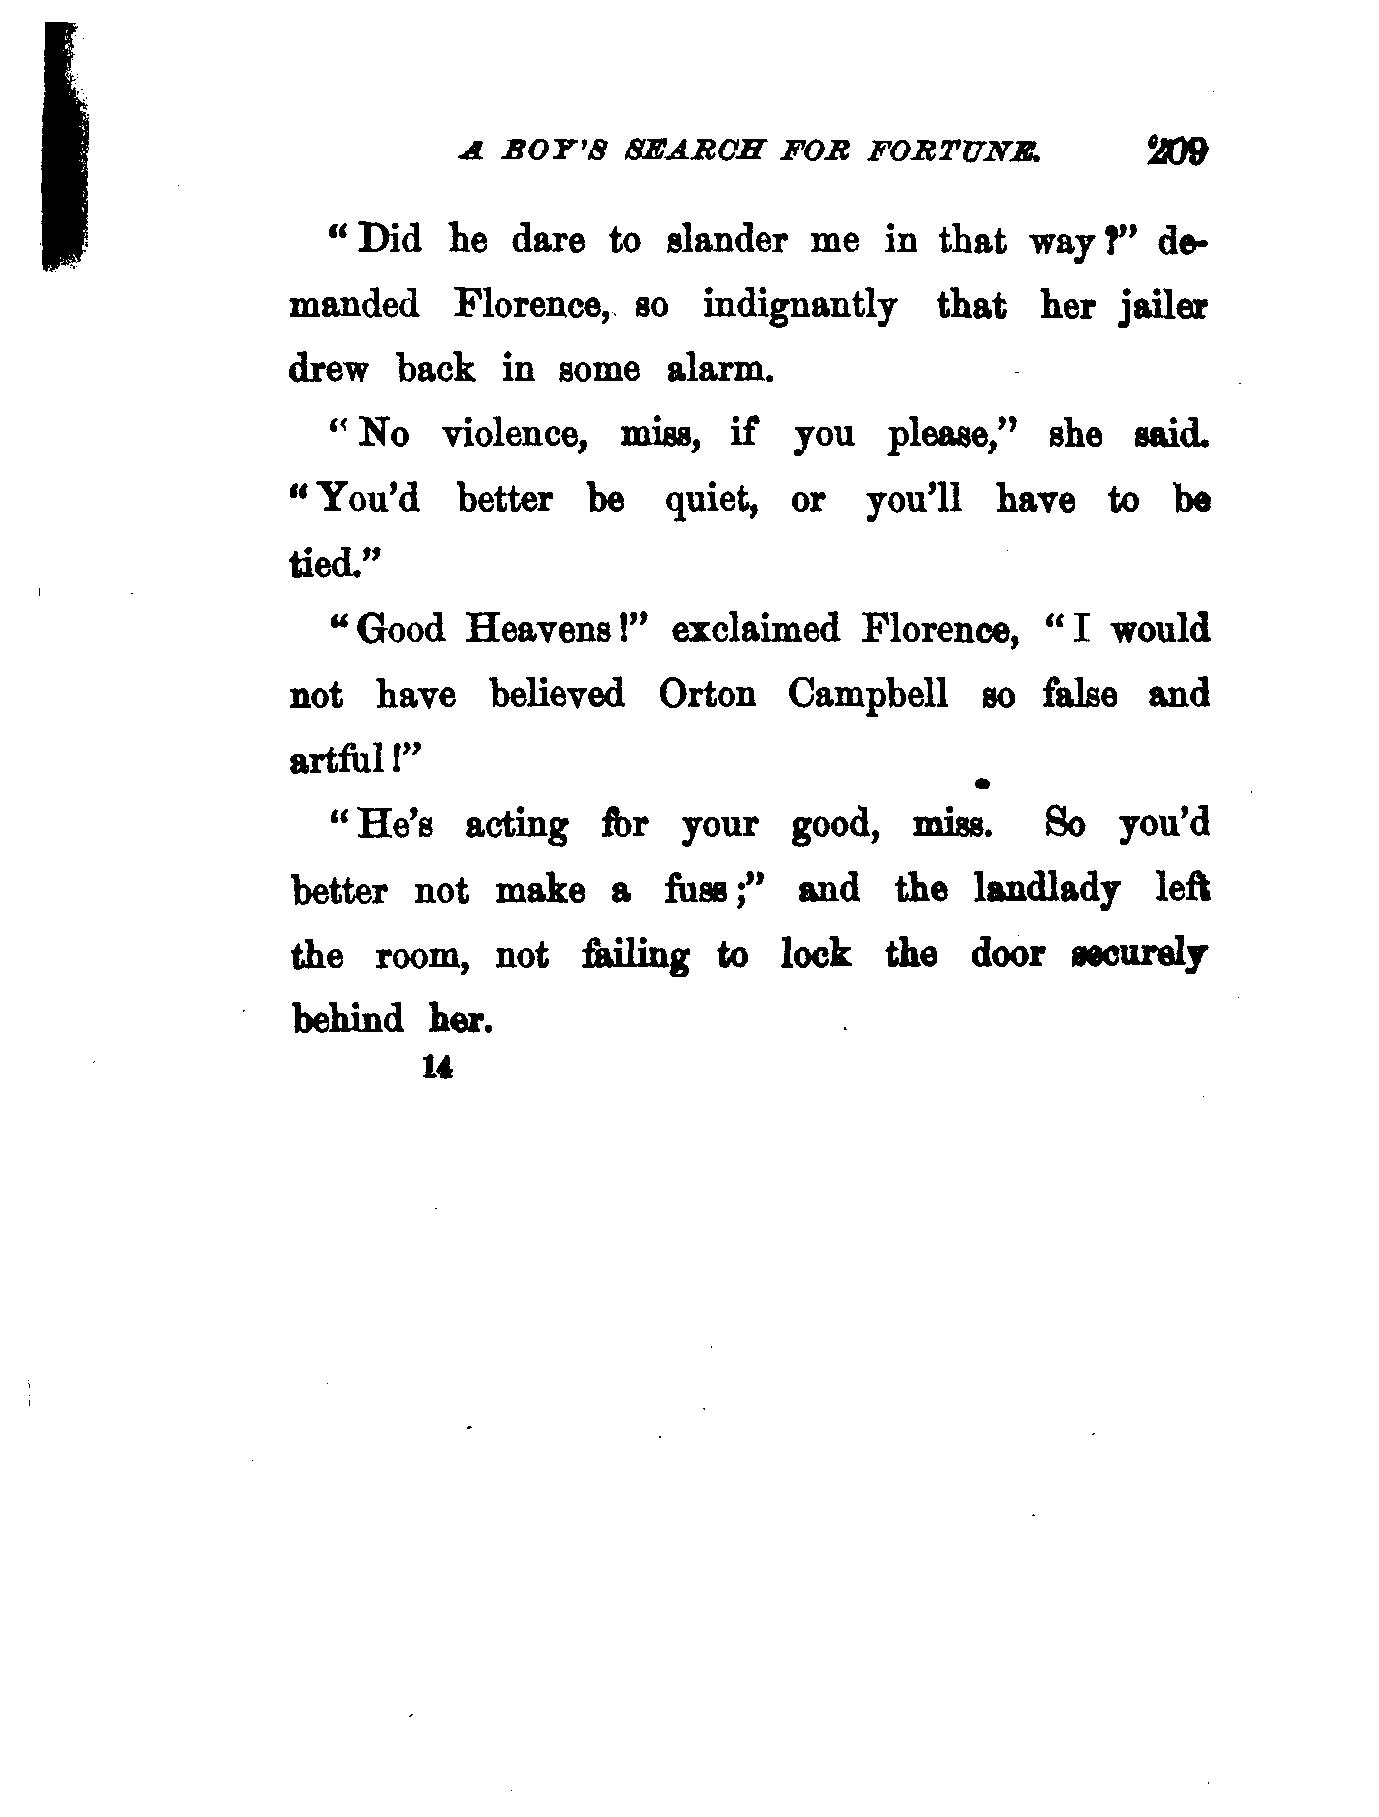 A BOY'S SEARCH FOR FORTUNE. 209
"Did he dare to slander me in that way?" de-
manded Florence, so indignantly that her jailer
drew back in some alarm.
"No violence, miss, if you please," she said.
"You'd better be quiet, or you'll have to be
tied."
"Good Heavens!" exclaimed Florence, "I would
not have believed Orton Campbell so false and
artful!"
"He's acting for your good, miss. So you'd
better not make a fuss;" and the landlady left
the room, not failing to lock the door securely
behind her.
14